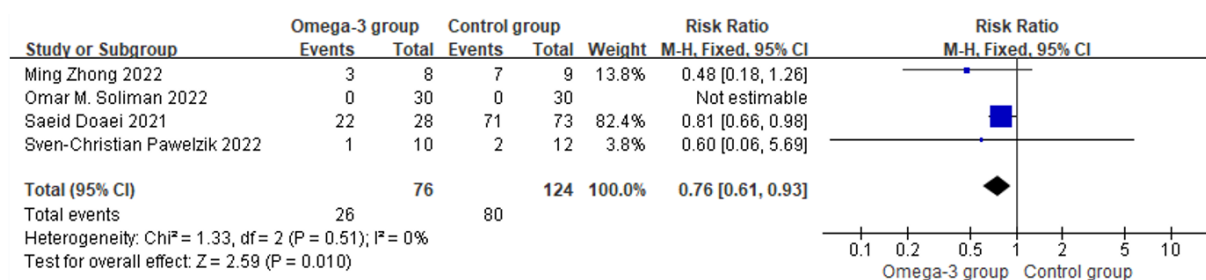 Omega-3 group Control group Risk Ratio Risk Ratio
Study or Subgroup Events Total Events Total Weight M-H, Fixed, 95% CI M-H, Fixed, 95% CI
Ming Zhong 2022 3 8 7 9 13.8% 0.48 [0.18, 1.26]
Omar M. Soliman 2022 0 30 0 30 Not estimable
Saeid Doaei 2021 22 28 71 73 82.4% 0.81 [0.66, 0.98]
Sven-Christian Pawelzik 2022 1 10 2 12 3.8% 0.60 [0.06, 5.69]
Total (95% CI) 76 124 100.0% 0.76 [0.61, 0.93]
Total events 26 80
Heterogeneity: Chi² = 1.33, df = 2 (P = 0.51); I² = 0%
Test for overall effect: Z = 2.59 (P = 0.010)
0.1 0.2 0.5 1 2 5 10
Omega-3 group Control group